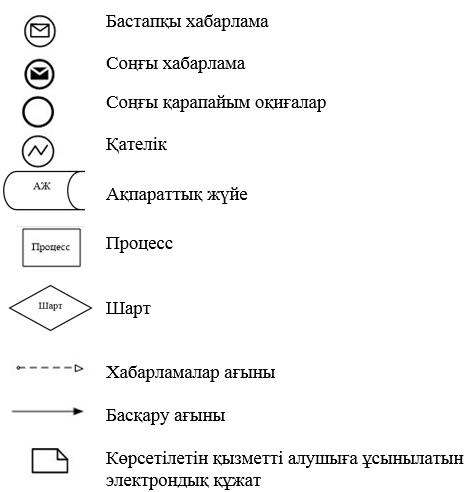 Бастапқы хабарлама
Соңғы хабарлама
Соңғы қарапайым оқиғалар
Қателік
АЖ
Ақпараттық жүйе
Процесс
Процесс
Шарт
Шарт
Хабарламалар ағыны
Басқару ағыны
Көрсетілетін қызметті алушыға ұсынылатын
электрондық құжат